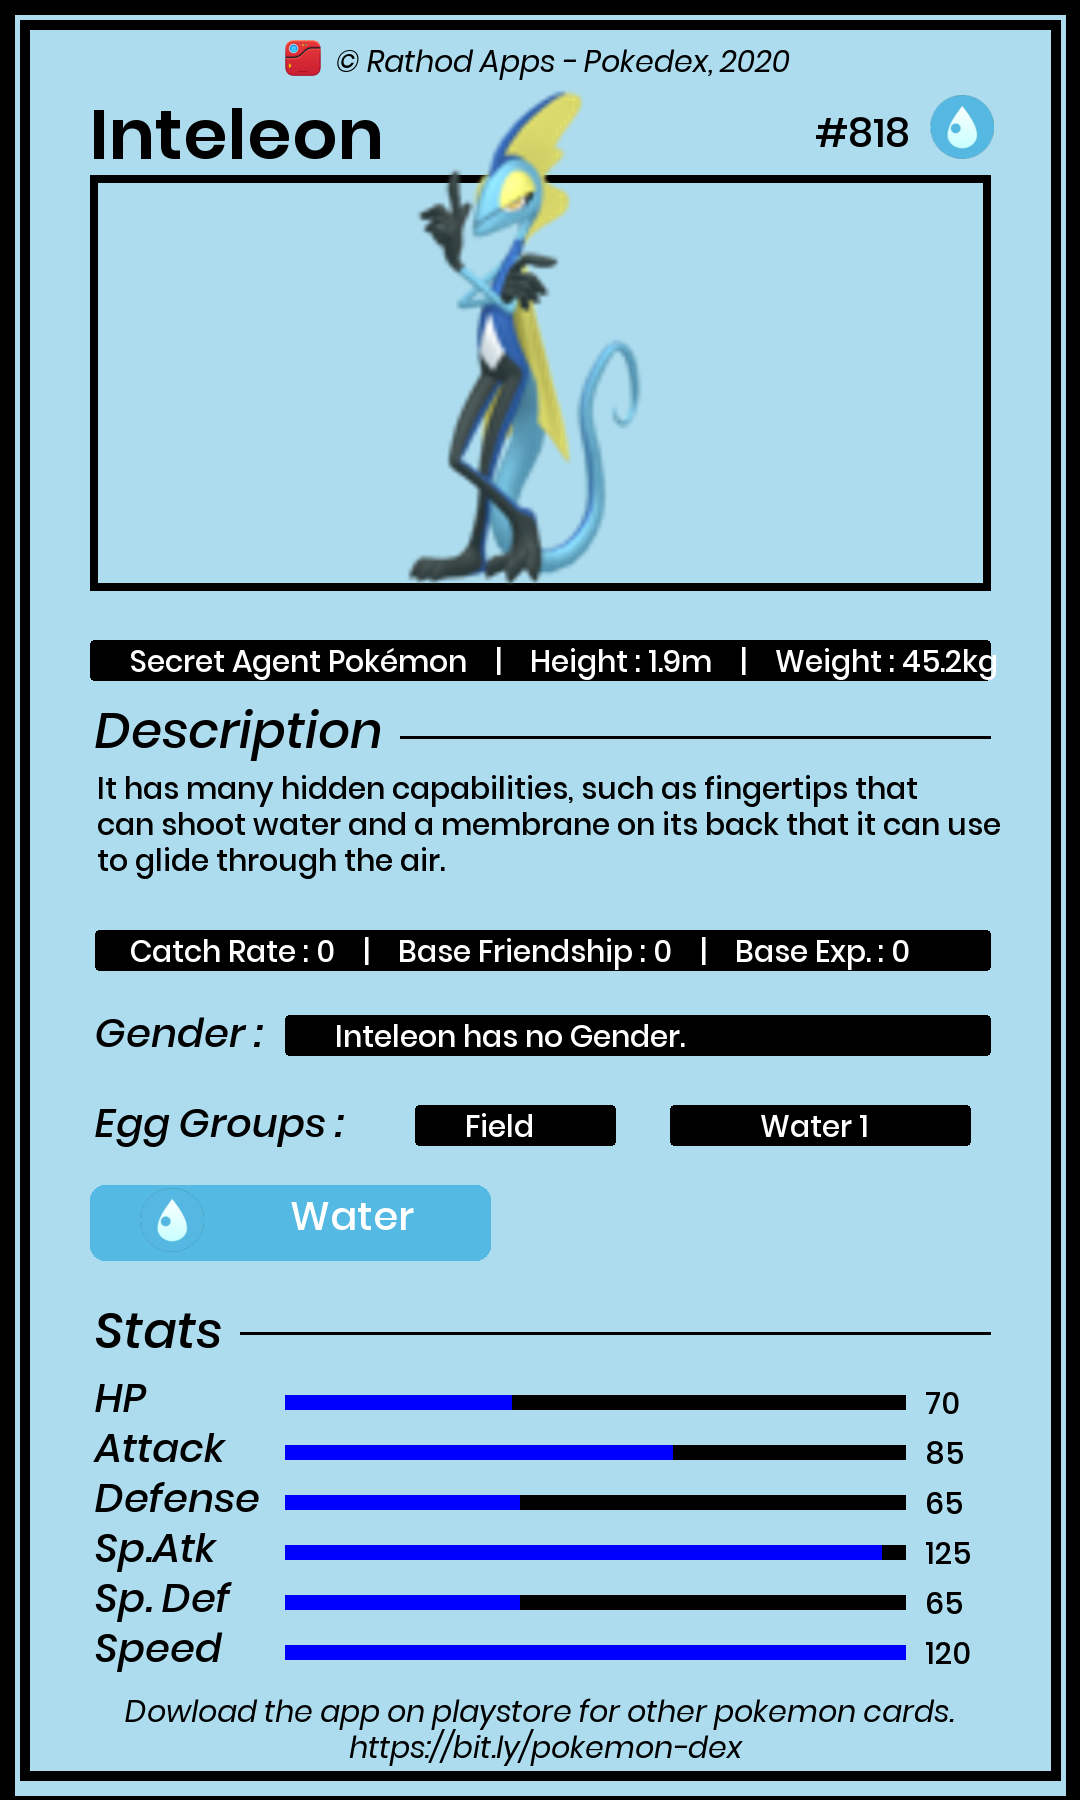 © Rathod Apps - Pokedex, 2020
Inteleon
#818
Secret Agent Pokémon | Height : 1.9m | Weight : 45.2kg
Description
It has many hidden capabilities, such as fingertips that
can shoot water and a membrane on its back that it can use
to glide through the air.
Catch Rate : 0 | Base Friendship : 0 | Base Exp. : 0
Gender : Inteleon has no Gender.
Egg Groups : Field Water 1
Water
Stats
HP 70
Attack 85
Defense 65
Sp.Atk 125
Sp. Def 65
Speed 120
Dowload the app on playstore for other pokemon cards.
https://bit.ly/pokemon-dex